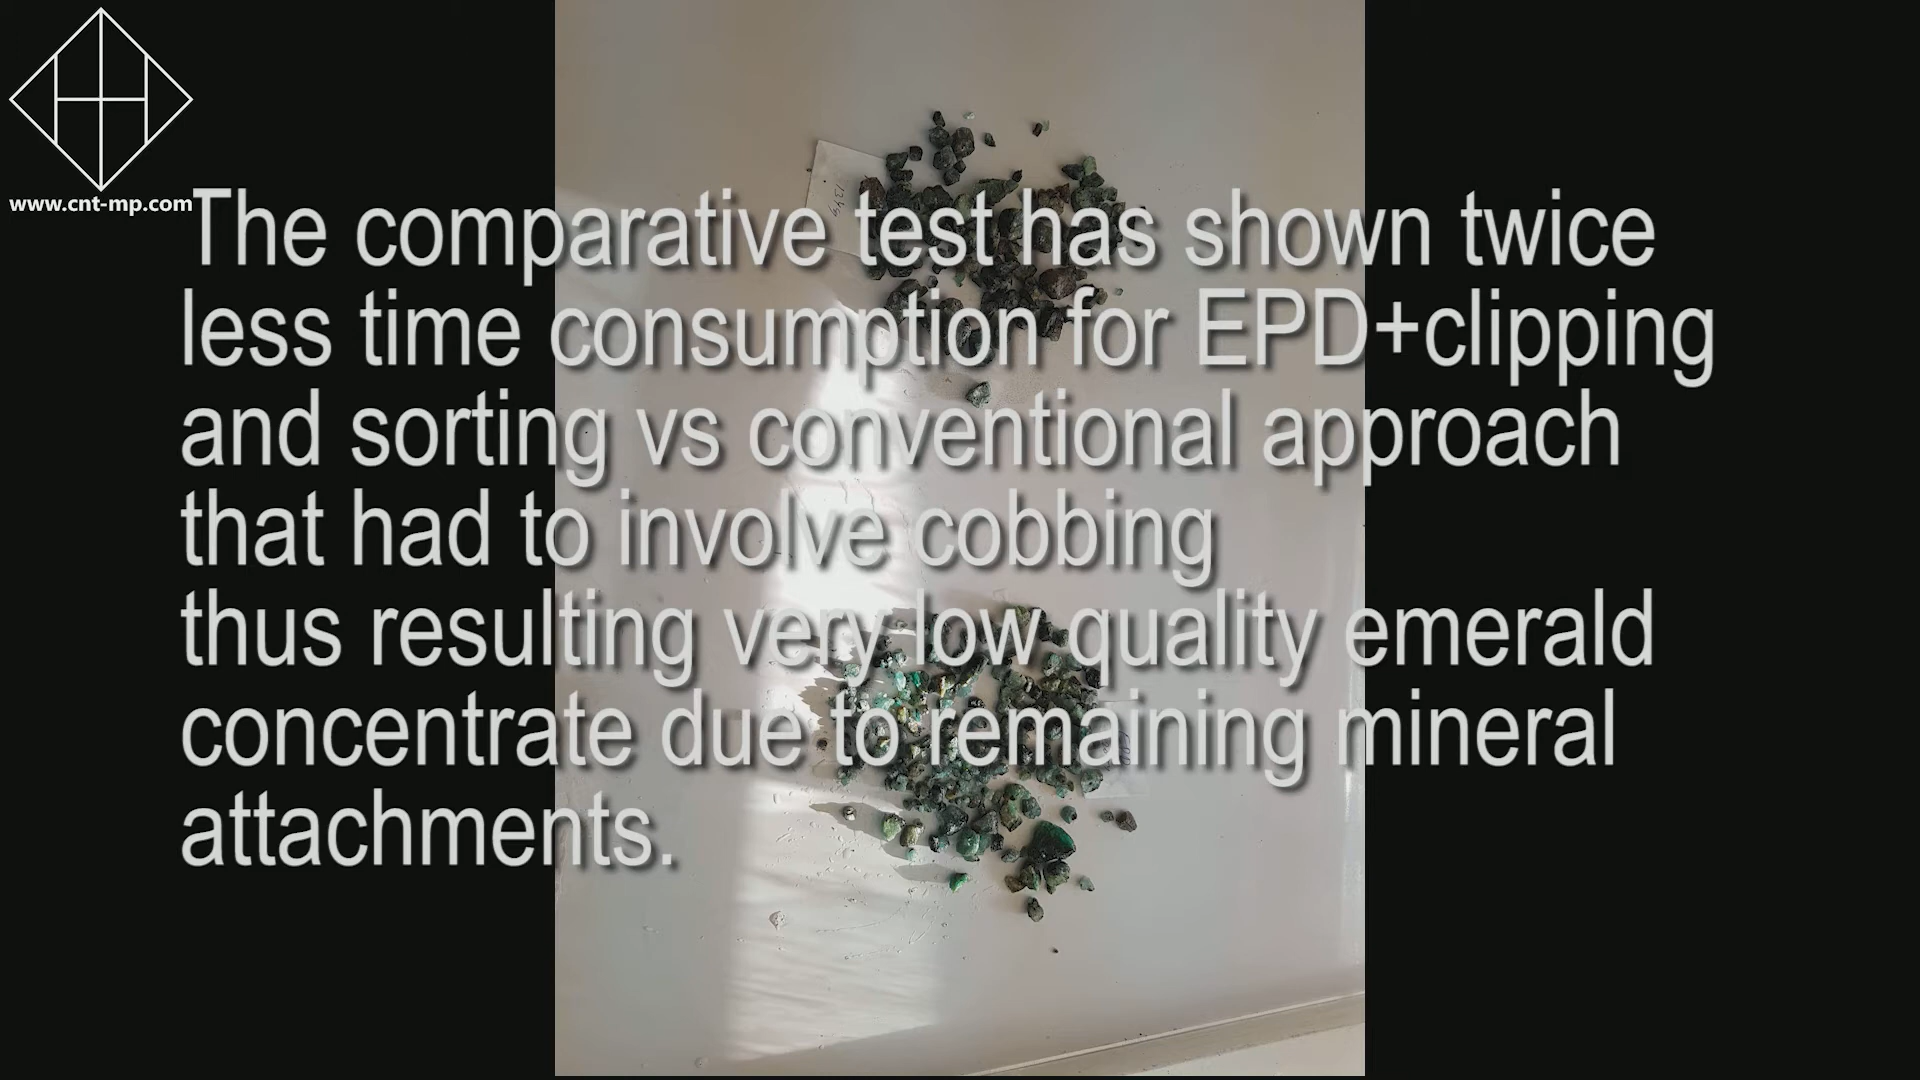 www.cnt-mp.com
The comparative test has shown twice
less time consumption for EPD+clipping
and sorting vs conventional approach
that had to involve cobbing
thus resulting very low quality emerald
concentrate due to remaining mineral
attachments.